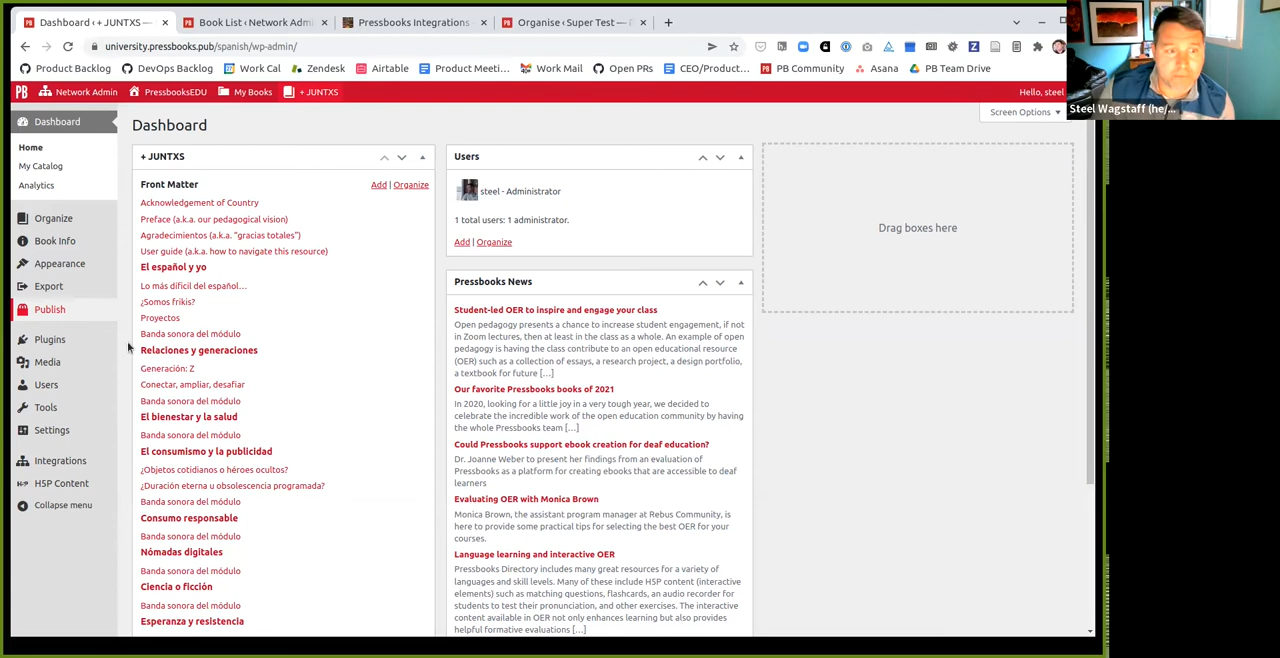 Dashboard ‹ + JUNTXS —
Book List ‹ Network Admi
Pressbooks Integrations
Organise ‹ Super Test — P
university.pressbooks.pub/spanish/wp-admin/
Product Backlog
DevOps Backlog
Work Cal
Zendesk
Airtable
Product Meeti...
Work Mail
Open PRs
CEO/Product...
PB Community
Asana
PB Team Drive
Steel Wagstaff (he/...
PB
Network Admin
PressbooksEDU
My Books
+ JUNTXS
Hello, steel
Screen Options
Dashboard
Home
My Catalog
Analytics
Organize
Book Info
Appearance
Export
Publish
Plugins
Media
Users
Tools
Settings
Integrations
H5P Content
Collapse menu
Dashboard
+ JUNTXS
Front Matter
Add | Organize
Acknowledgement of Country
Preface (a.k.a. our pedagogical vision)
Agradecimientos (a.k.a. "gracias totales")
User guide (a.k.a. how to navigate this resource)
El español y yo
Lo más difícil del español...
¿Somos frikis?
Proyectos
Banda sonora del módulo
Relaciones y generaciones
Generación: Z
Conectar, ampliar, desafiar
Banda sonora del módulo
El bienestar y la salud
Banda sonora del módulo
El consumismo y la publicidad
¿Objetos cotidianos o héroes ocultos?
¿Duración eterna u obsolescencia programada?
Banda sonora del módulo
Consumo responsable
Banda sonora del módulo
Nómadas digitales
Banda sonora del módulo
Ciencia o ficción
Banda sonora del módulo
Esperanza y resistencia
Users
steel - Administrator
1 total users: 1 administrator.
Add | Organize
Pressbooks News
Student-led OER to inspire and engage your class
Open pedagogy presents a chance to increase student engagement, if not
in Zoom lectures, then at least in the class as a whole. An example of open
pedagogy is having the class contribute to an open educational resource
(OER) such as a collection of essays, a research project, a design portfolio,
a textbook for future [...]
Our favorite Pressbooks books of 2021
In 2020, looking for a little joy in a very tough year, we decided to
celebrate the incredible work of the open education community by having
the whole Pressbooks team [...]
Could Pressbooks support ebook creation for deaf education?
Dr. Joanne Weber to present her findings from an evaluation of
Pressbooks as a platform for creating ebooks that are accessible to deaf
learners
Evaluating OER with Monica Brown
Monica Brown, the assistant program manager at Rebus Community, is
here to provide some practical tips for selecting the best OER for your
courses.
Language learning and interactive OER
Pressbooks Directory includes many great resources for a variety of
languages and skill levels. Many of these include H5P content (interactive
elements) such as matching questions, flashcards, an audio recorder for
students to test their pronunciation, and other exercises. The interactive
content available in OER not only enhances learning but also provides
helpful formative evaluations [...]
Drag boxes here